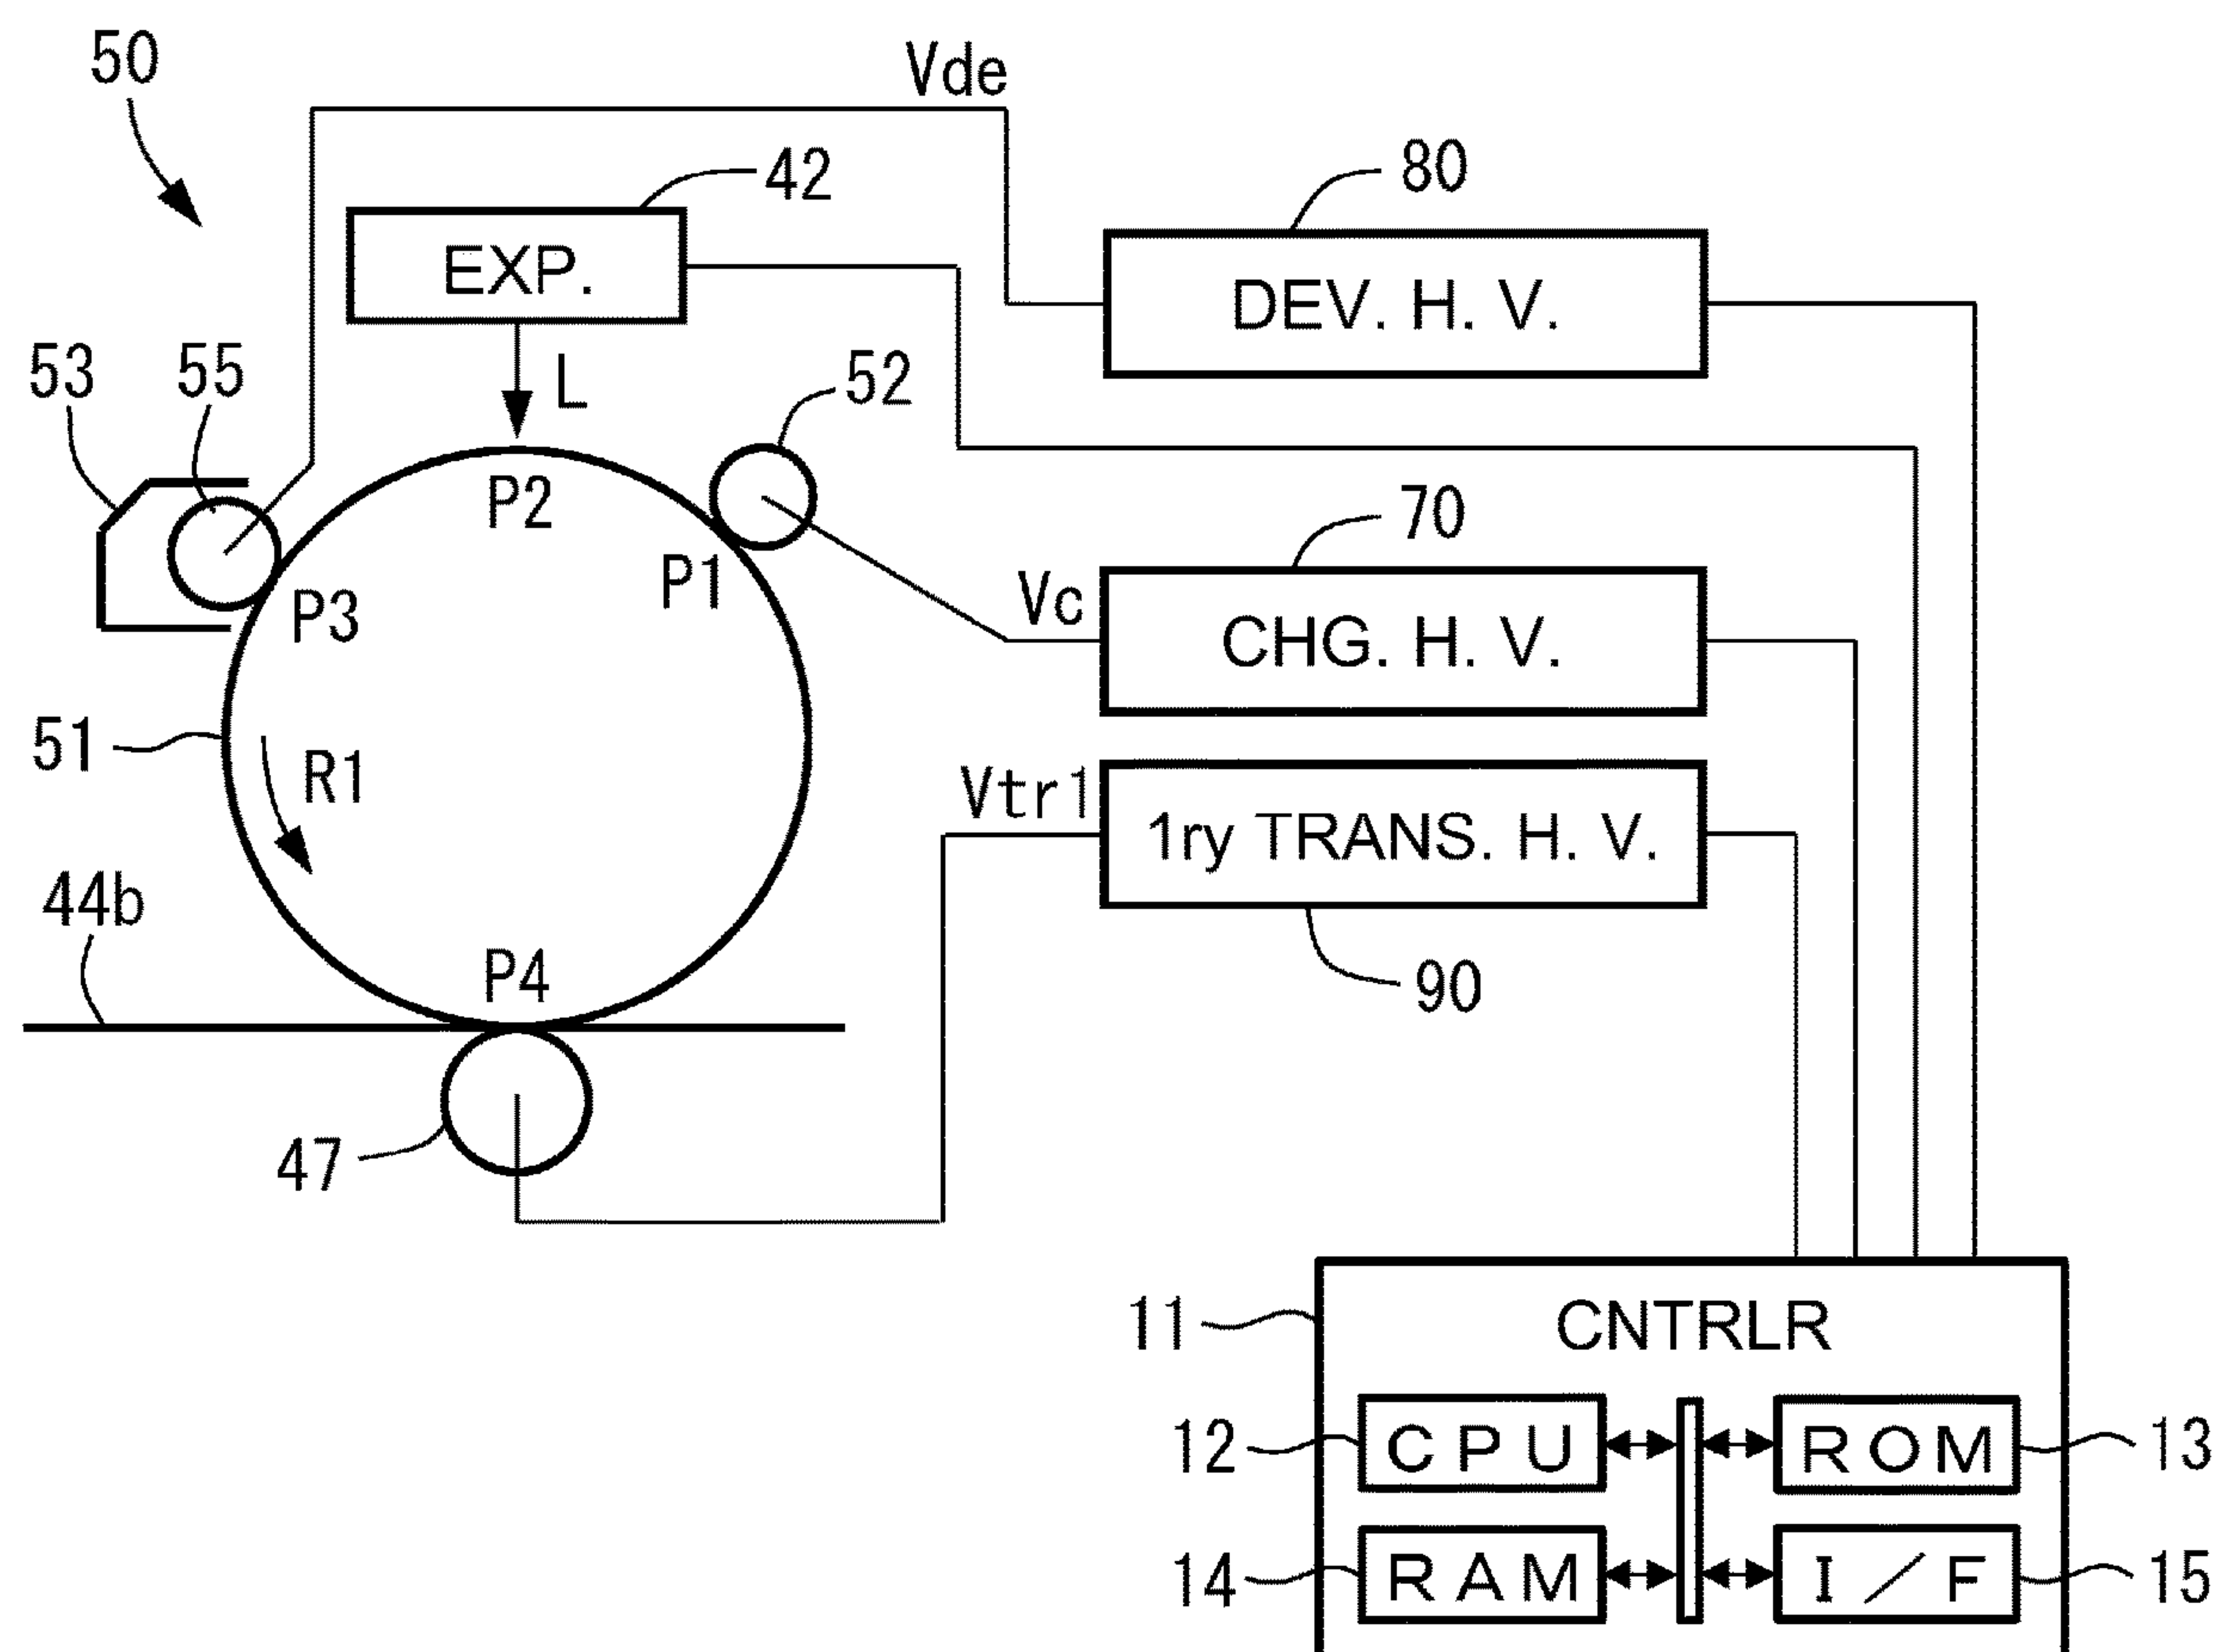 50
Vde
42
80
EXP.
DEV. H. V.
53
55
L
52
P2
70
P1
Vc
P3
CHG. H. V.
51
R1
Vtr1
1ry TRANS. H. V.
44b
P4
90
47
11
CNTRLR
12
CPU
ROM
13
14
RAM
I/F
15